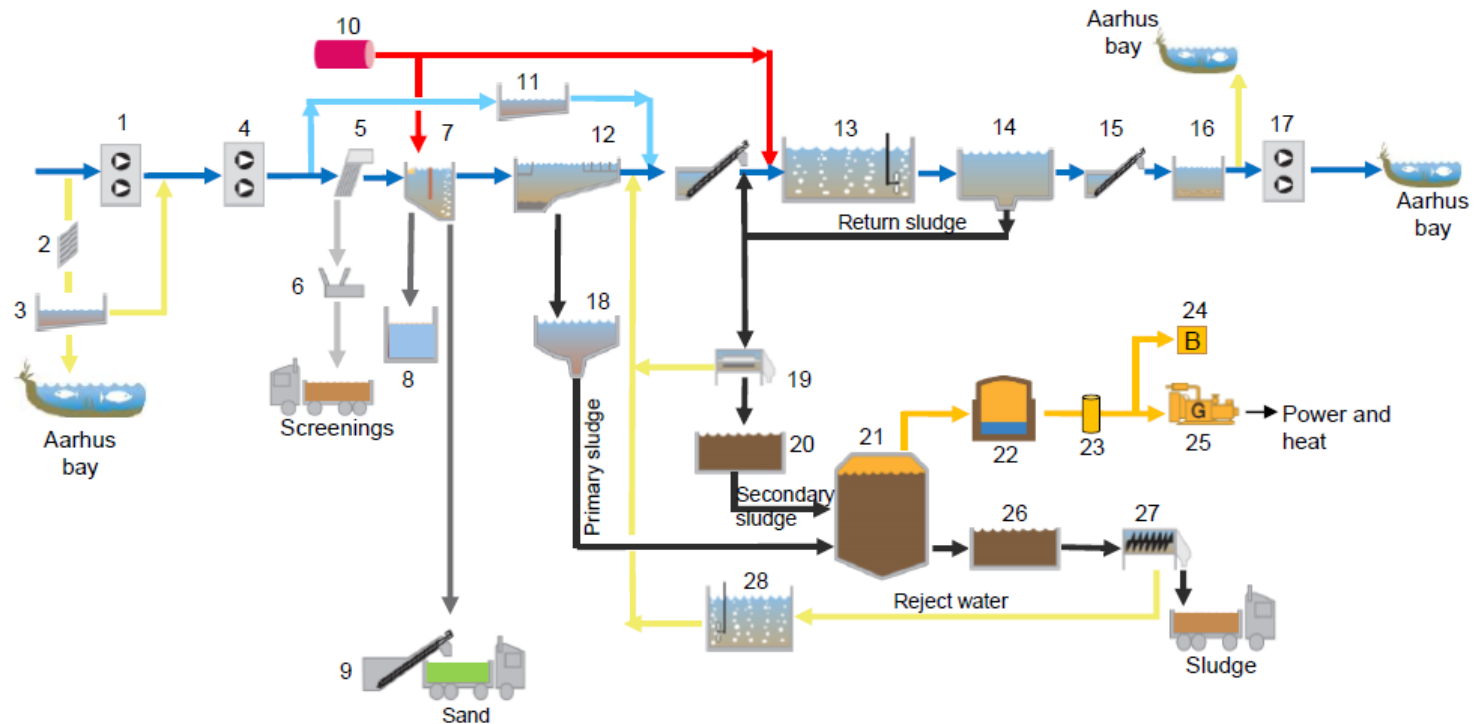 10
Aarhus
bay
11
1
4
5
7
12
13
14
15
16
17
Return sludge
Aarhus
bay
2
3
6
8
18
19
24
B
Aarhus
bay
Screenings
Primary sludge
20
21
22
23
G
25
Power and
heat
Secondary
sludge
26
27
28
Reject water
9
Sand
Sludge